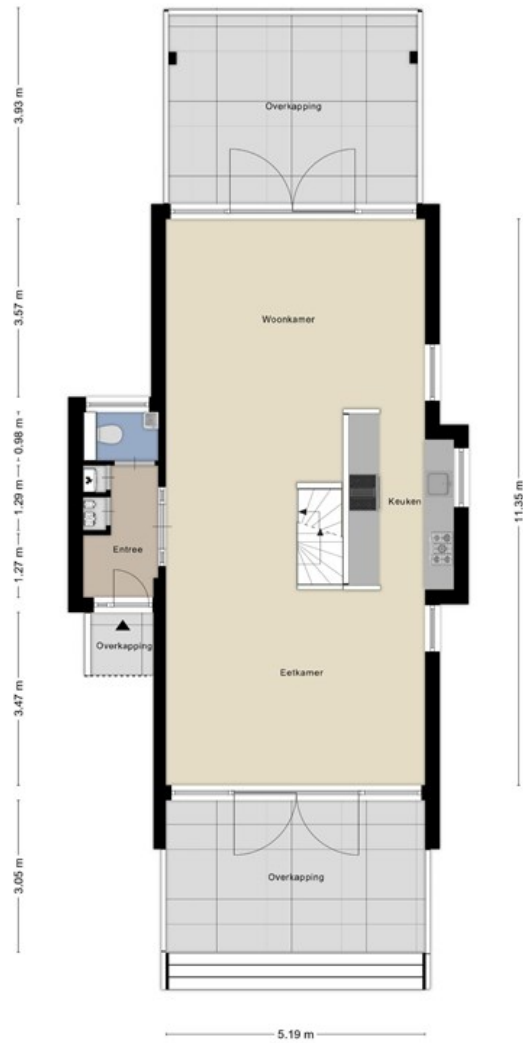 3.93 m
Overkapping
3.57 m
Woonkamer
0.98 m
1.29 m
11.35 m
Keuken
Entree
1.27 m
Overkapping
Eetkamer
3.47 m
Overkapping
3.05 m
5.19 m